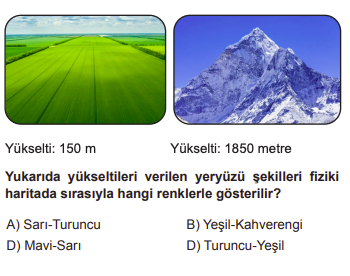 Yükselti: 150 m
Yükselti: 1850 metre
Yukarıda yükseltileri verilen yeryüzü şekilleri fiziki
haritada sırasıyla hangi renklerle gösterilir?
A) Sarı-Turuncu
B) Yeşil-Kahverengi
D) Mavi-Sarı
D) Turuncu-Yeşil